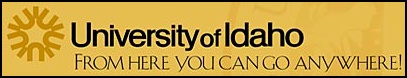 University of Idaho
FROM HERE YOU CAN GO ANYWHERE!